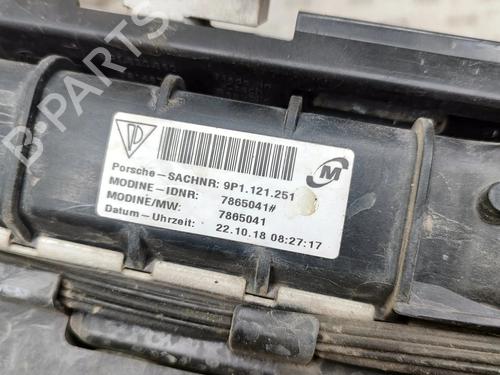 B-PARTS
Porsche-SACHNR: 9P1.121.251
MODINE-IDNR: 7865041#
MODINE/MW: 7865041
Datum-Uhrzeit: 22.10.18 08:27:17
M